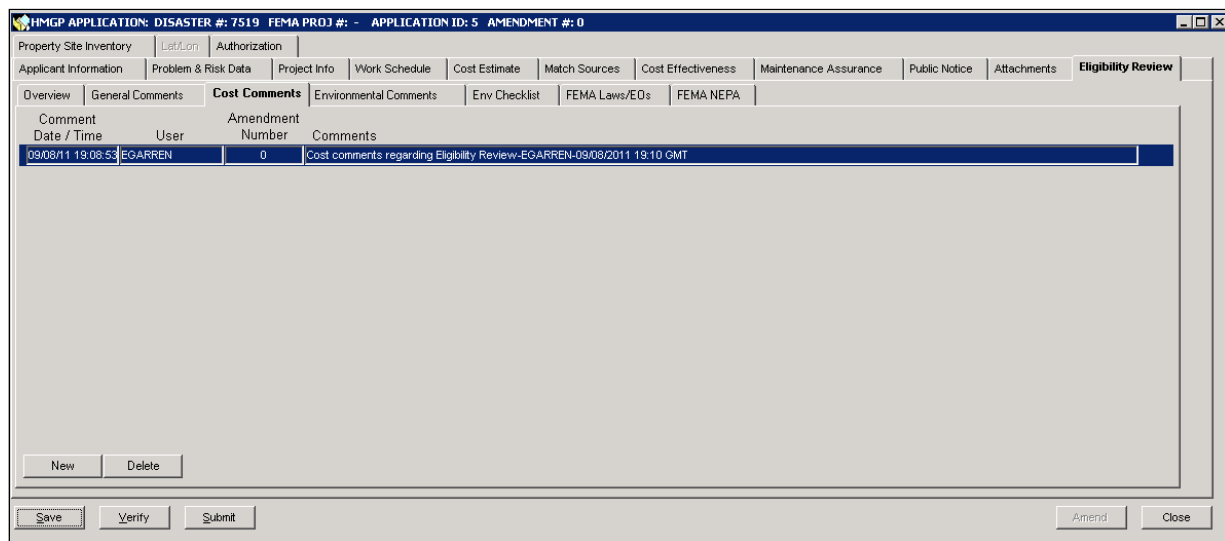 HMGP APPLICATION: DISASTER #: 7519 FEMA PROJ #: - APPLICATION ID: 5 AMENDMENT #: 0
Property Site Inventory Lat/Lon Authorization
Applicant Information Problem & Risk Data Project Info Work Schedule Cost Estimate Match Sources Cost Effectiveness Maintenance Assurance Public Notice Attachments Eligibility Review
Overview General Comments Cost Comments Environmental Comments Env Checklist FEMA Laws/EOs FEMA NEPA
Comment Amendment
Date / Time User Number Comments
09/08/11 19:08:53 EGARREN 0 Cost comments regarding Eligibility Review-EGARREN-09/08/2011 19:10 GMT
New Delete
Save Verify Submit Amend Close